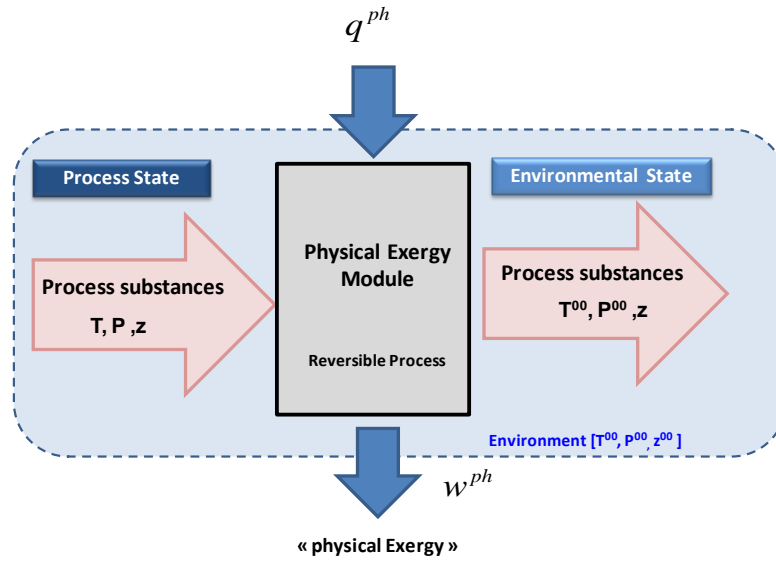 q^ph
Process State
Environmental State
Process substances
T, P ,z
Physical Exergy
Module
Reversible Process
Process substances
T⁰⁰, P⁰⁰ ,z
Environment [T⁰⁰, P⁰⁰, z⁰⁰ ]
w^ph
« physical Exergy »